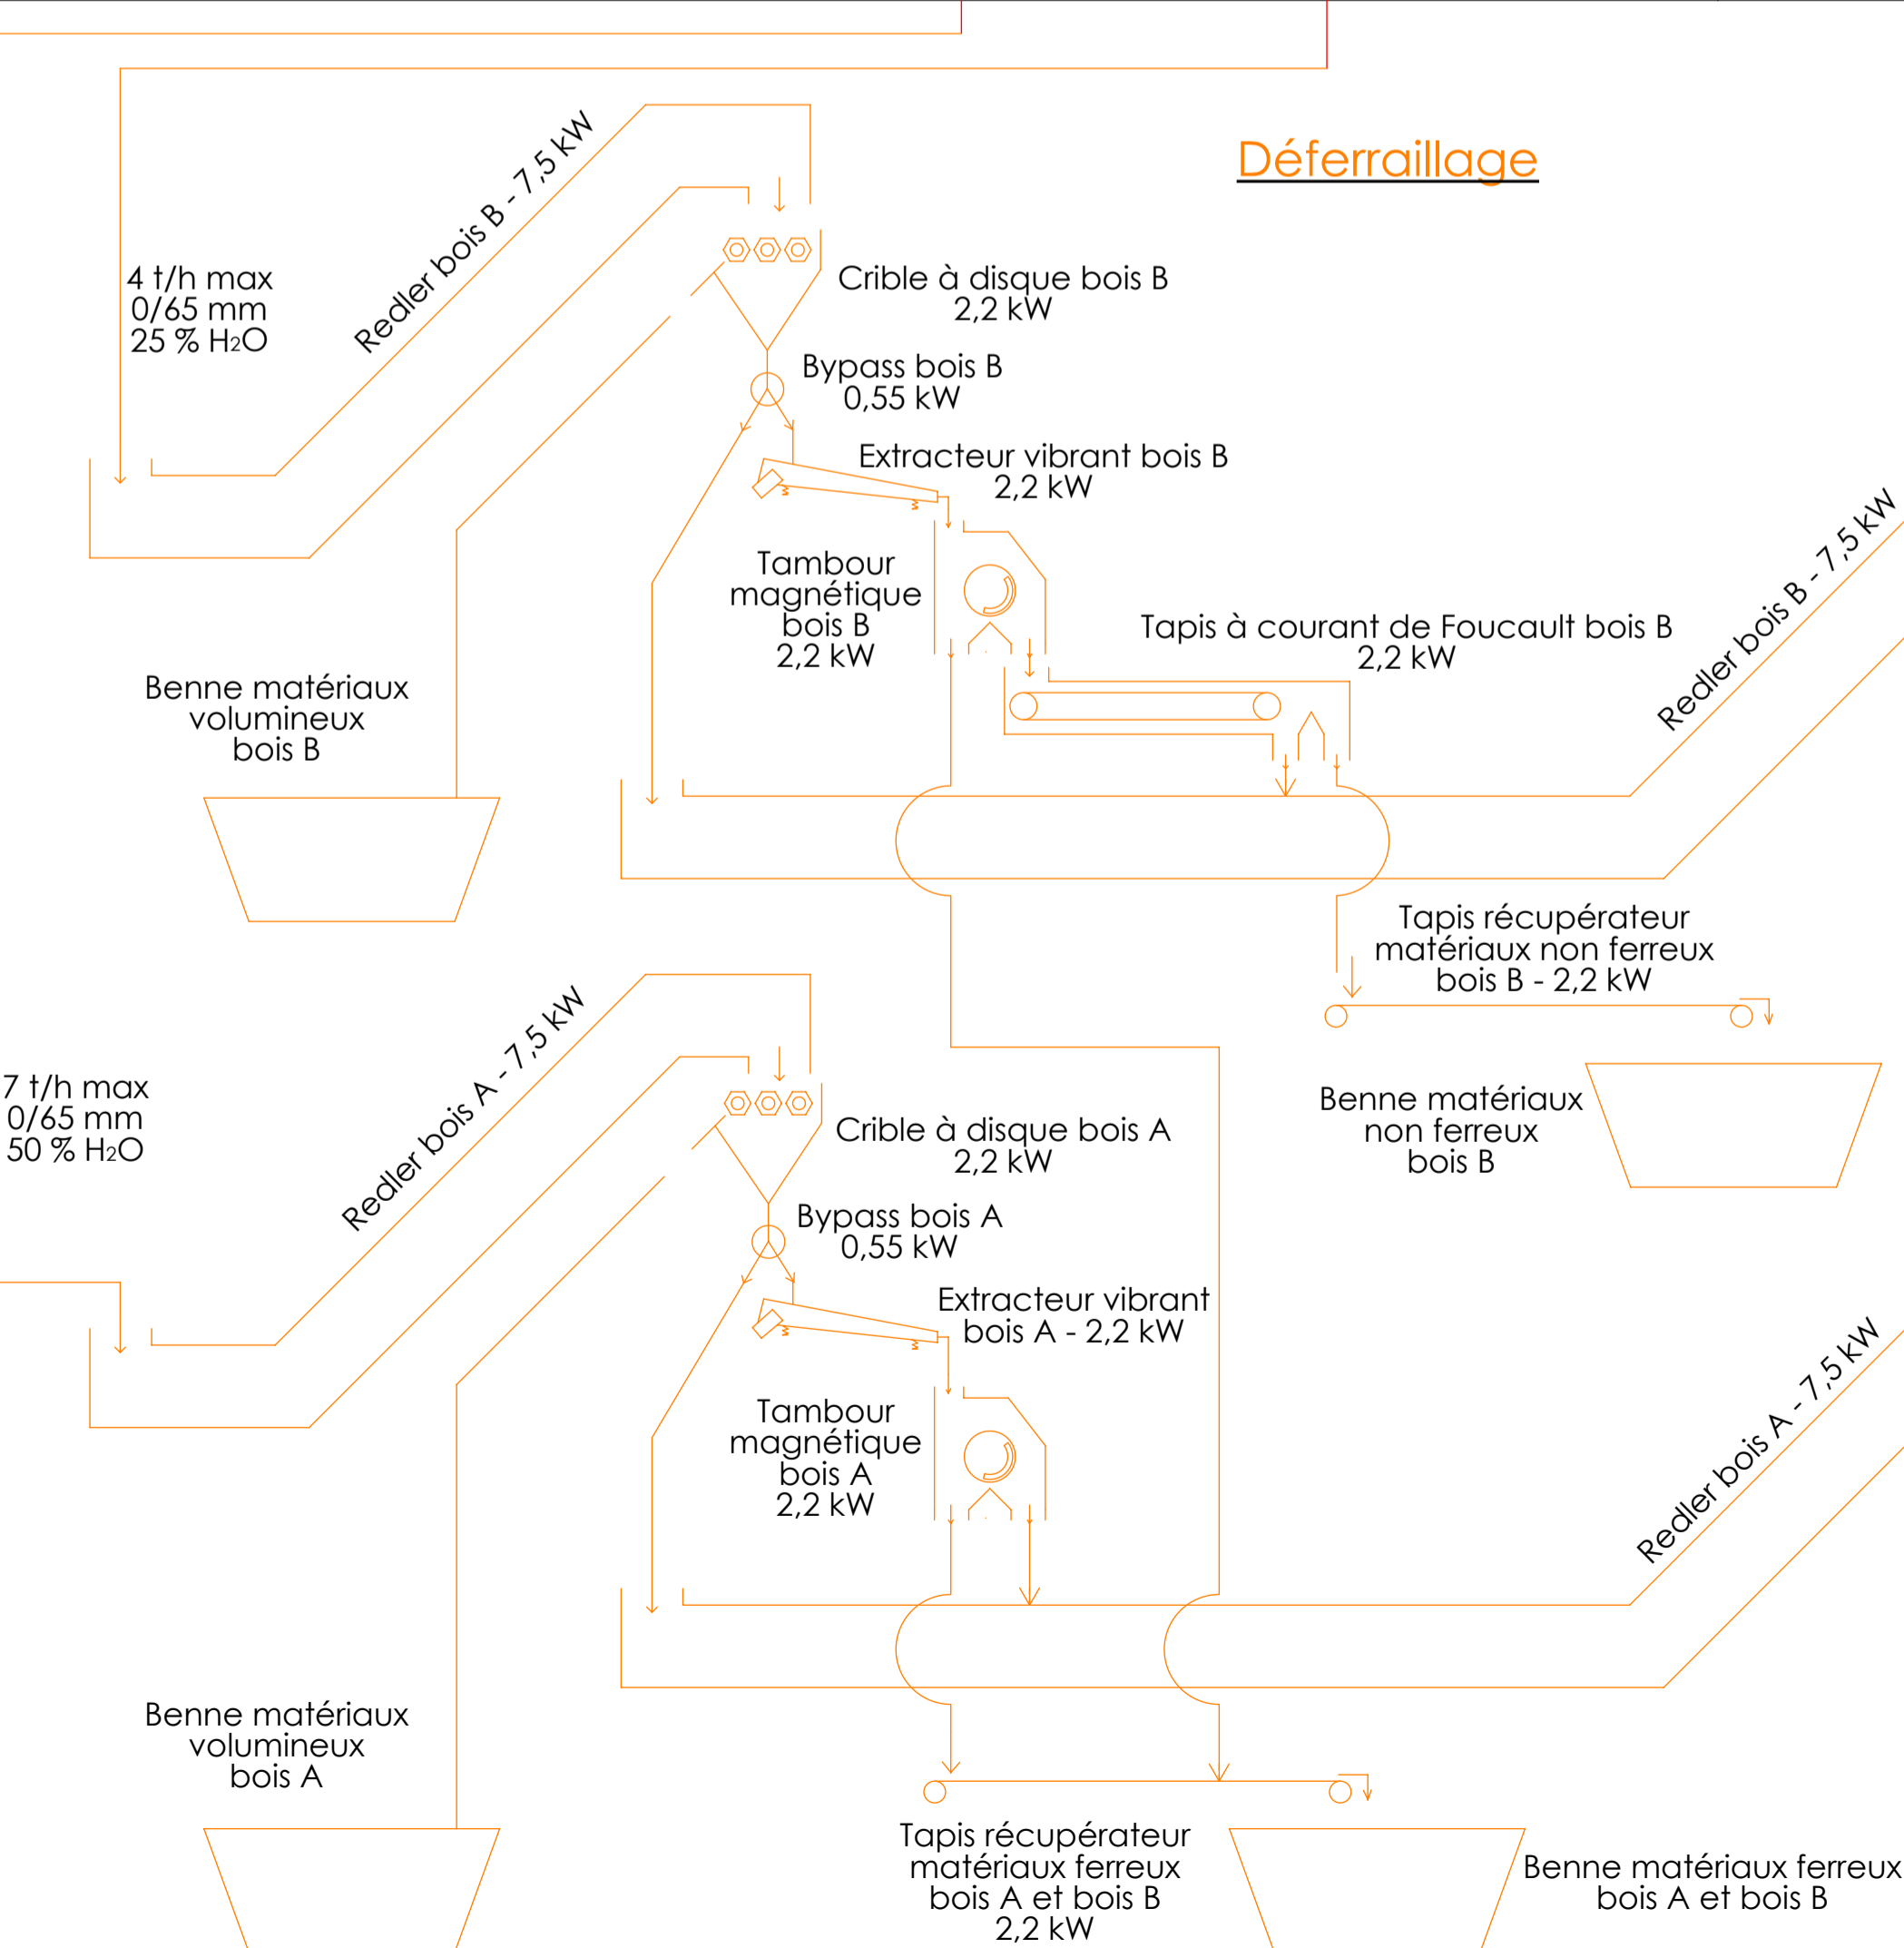 Déferraillage
Redler bois B - 7,5 kW
4 t/h max
0/65 mm
25 % H2O
Crible à disque bois B
2,2 kW
Bypass bois B
0,55 kW
Extracteur vibrant bois B
2,2 kW
Tambour
magnétique
bois B
2,2 kW
Tapis à courant de Foucault bois B
2,2 kW
Redler bois B - 7,5 kW
Benne matériaux
volumineux
bois B
Tapis récupérateur
matériaux non ferreux
bois B - 2,2 kW
Benne matériaux
non ferreux
bois B
7 t/h max
0/65 mm
50 % H2O
Redler bois A - 7,5 kW
Crible à disque bois A
2,2 kW
Bypass bois A
0,55 kW
Extracteur vibrant
bois A - 2,2 kW
Tambour
magnétique
bois A
2,2 kW
Redler bois A - 7,5 kW
Benne matériaux
volumineux
bois A
Tapis récupérateur
matériaux ferreux
bois A et bois B
2,2 kW
Benne matériaux ferreux
bois A et bois B